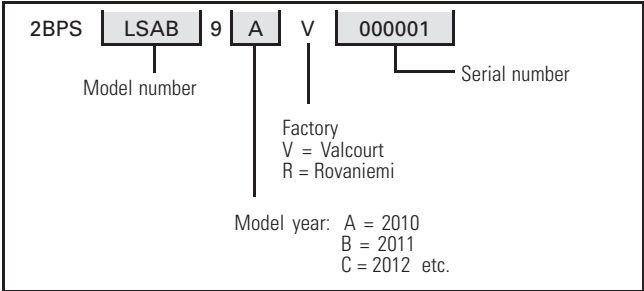 2BPS LSAB 9 A V 000001
Model number
Serial number
Factory
V = Valcourt
R = Rovaniemi
Model year: A = 2010
B = 2011
C = 2012 etc.